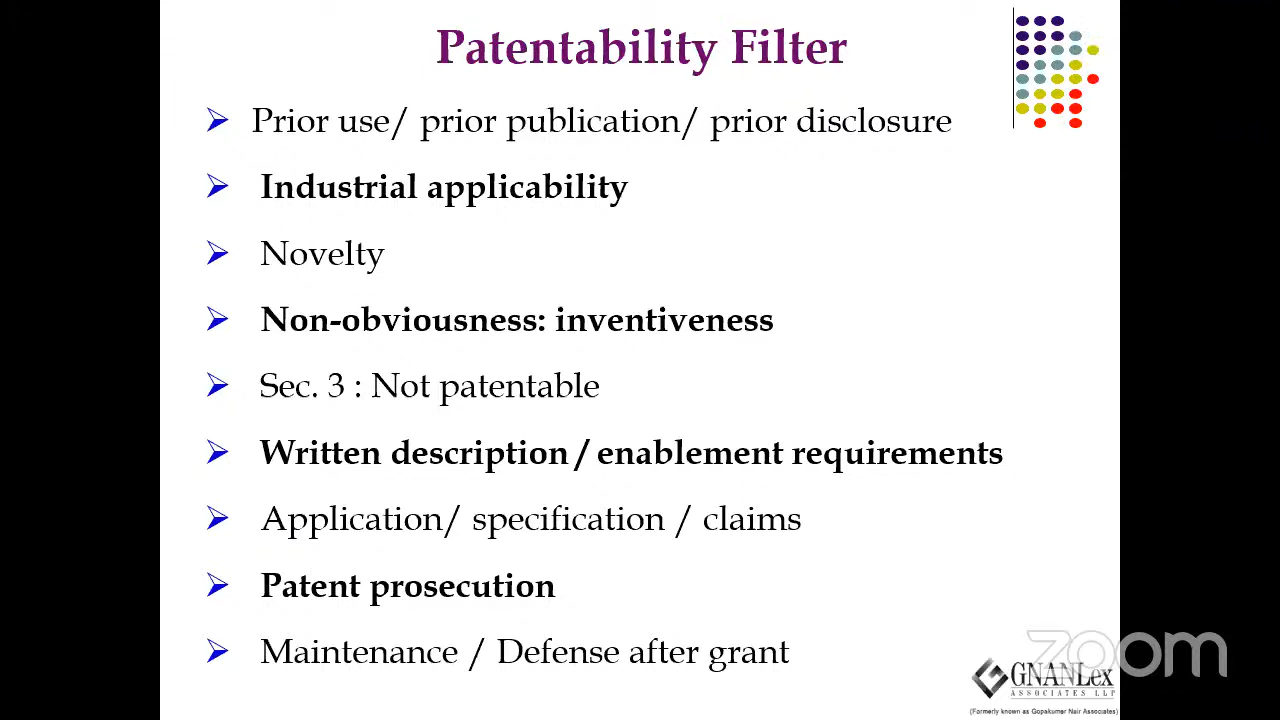 Patentability Filter
Prior use/ prior publication/ prior disclosure
Industrial applicability
Novelty
Non-obviousness: inventiveness
Sec. 3 : Not patentable
Written description / enablement requirements
Application/ specification / claims
Patent prosecution
Maintenance / Defense after grant
zoom
GNANLex
ASSOCIATES LLP
(Formerly known as Gopakumar Nair Associates)